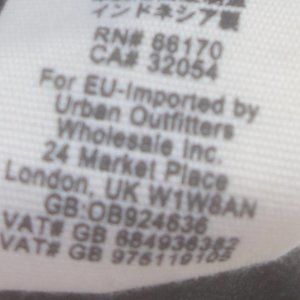 インドネシア製
RN# 66170
CA# 32054
For EU-Imported by
Urban Outfitters
Wholesale Inc.
24 Market Place
London, UK W1W8AN
GB:OB924636
VAT# GB 684936382
VAT# GB 976110105